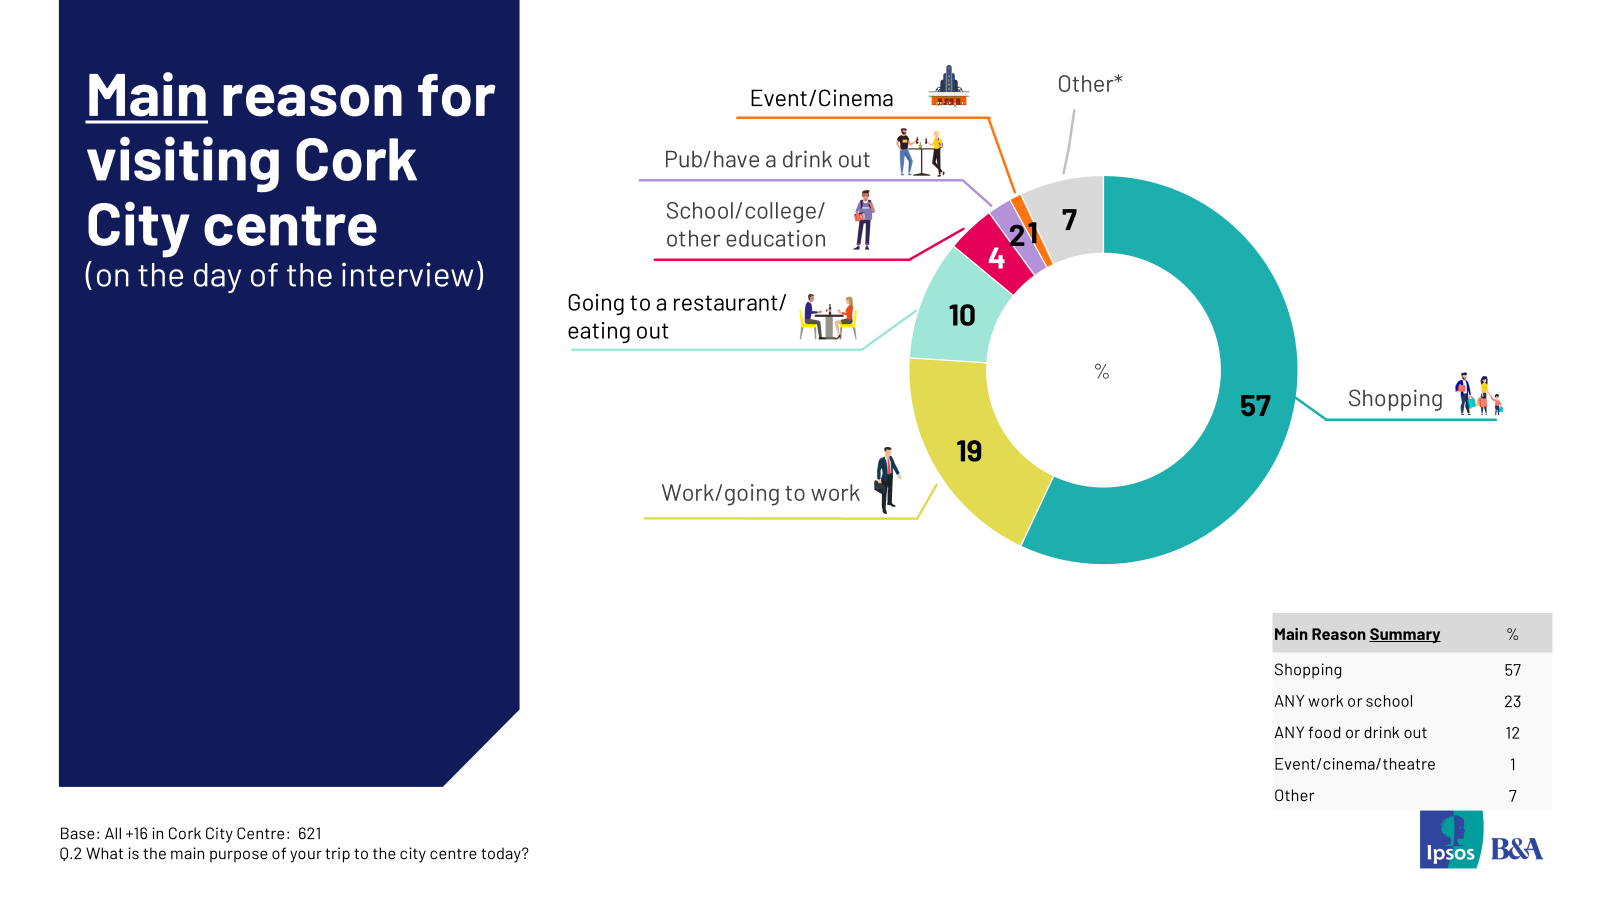 Main reason for
visiting Cork
City centre
(on the day of the interview)
Event/Cinema
Other*
Pub/have a drink out
School/college/
other education
Going to a restaurant/
eating out
Work/going to work
Shopping
%
57
19
10
4
2
1
7
Main Reason Summary %
Shopping 57
ANY work or school 23
ANY food or drink out 12
Event/cinema/theatre 1
Other 7
Base: All +16 in Cork City Centre: 621
Q.2 What is the main purpose of your trip to the city centre today?
Ipsos B&A